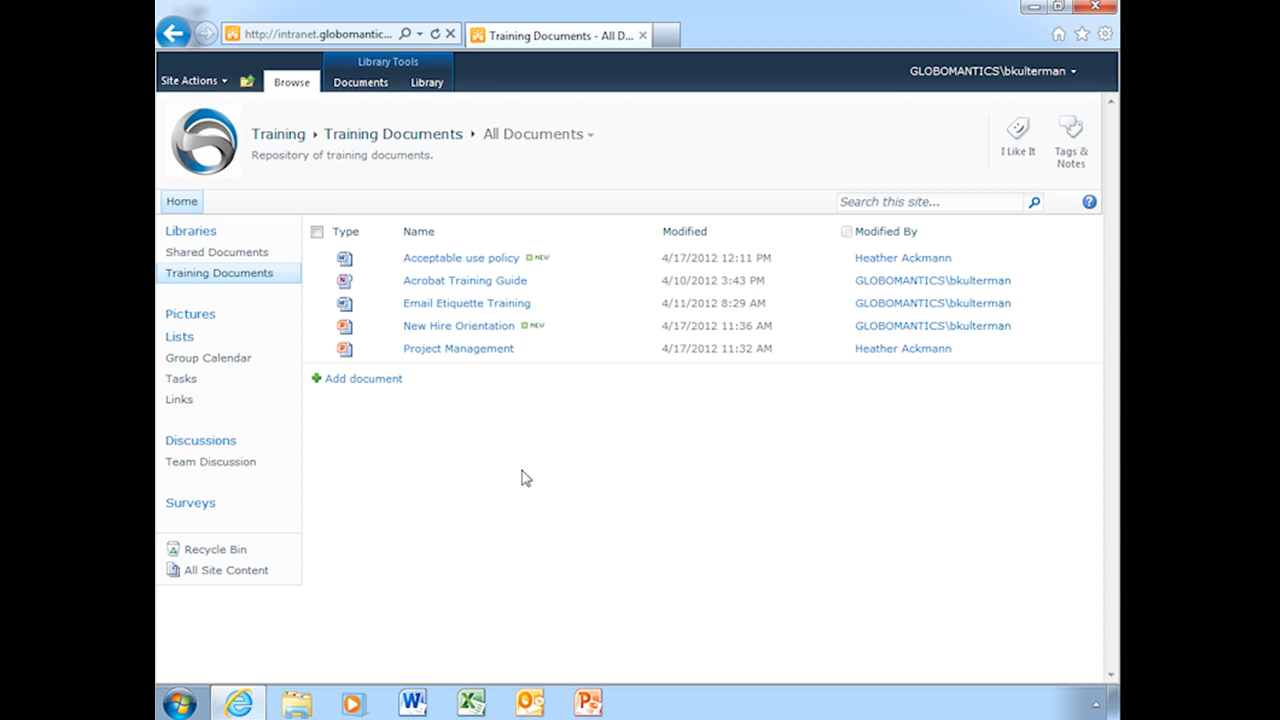 http://intranet.globomantic...
Training Documents - All D...
Library Tools
Site Actions
Browse
Documents
Library
GLOBOMANTICS\bkulterman
Training Training Documents All Documents
Repository of training documents.
I Like It
Tags &
Notes
Home
Search this site...
Libraries
Shared Documents
Training Documents
Pictures
Lists
Group Calendar
Tasks
Links
Discussions
Team Discussion
Surveys
Recycle Bin
All Site Content
Type Name Modified Modified By
Acceptable use policy NEW 4/17/2012 12:11 PM Heather Ackmann
Acrobat Training Guide 4/10/2012 3:43 PM GLOBOMANTICS\bkulterman
Email Etiquette Training 4/11/2012 8:29 AM GLOBOMANTICS\bkulterman
New Hire Orientation NEW 4/17/2012 11:36 AM GLOBOMANTICS\bkulterman
Project Management 4/17/2012 11:32 AM Heather Ackmann
Add document